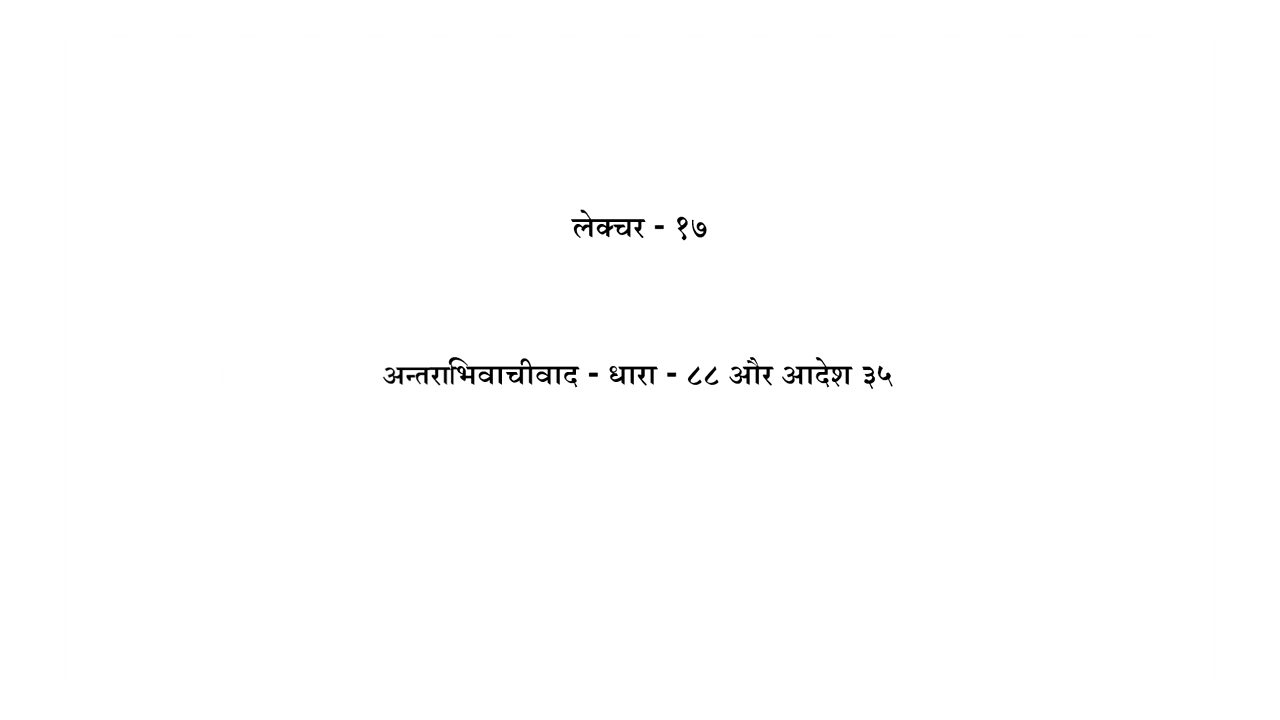 लेक्चर - १७
अन्तराभिवाचीवाद - धारा - ८८ और आदेश ३५